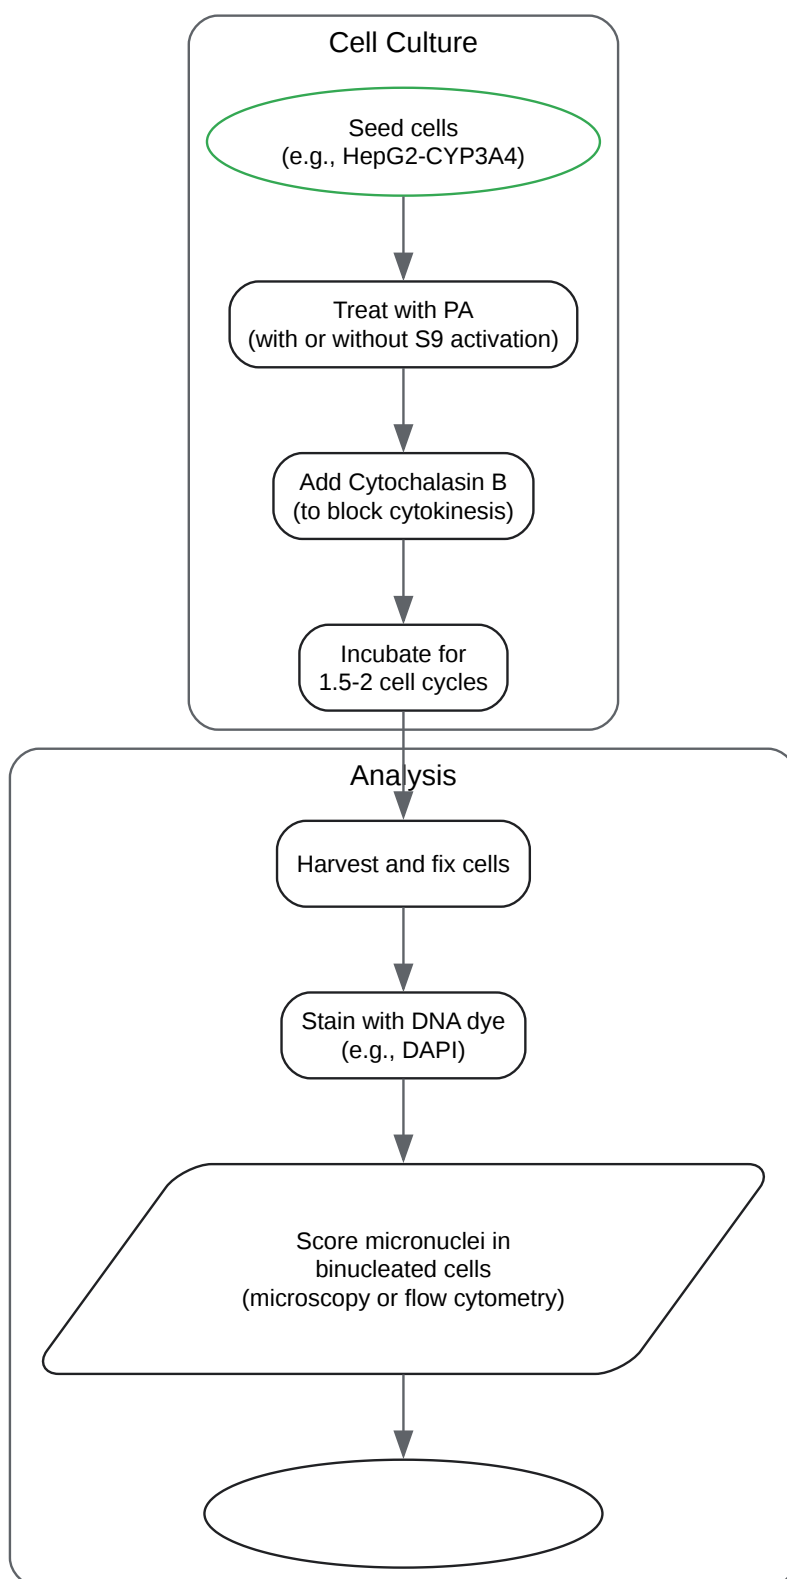 Cell Culture
Seed cells
(e.g., HepG2-CYP3A4)
Treat with PA
(with or without S9 activation)
Add Cytochalasin B
(to block cytokinesis)
Incubate for
1.5-2 cell cycles
Analysis
Harvest and fix cells
Stain with DNA dye
(e.g., DAPI)
Score micronuclei in
binucleated cells
(microscopy or flow cytometry)